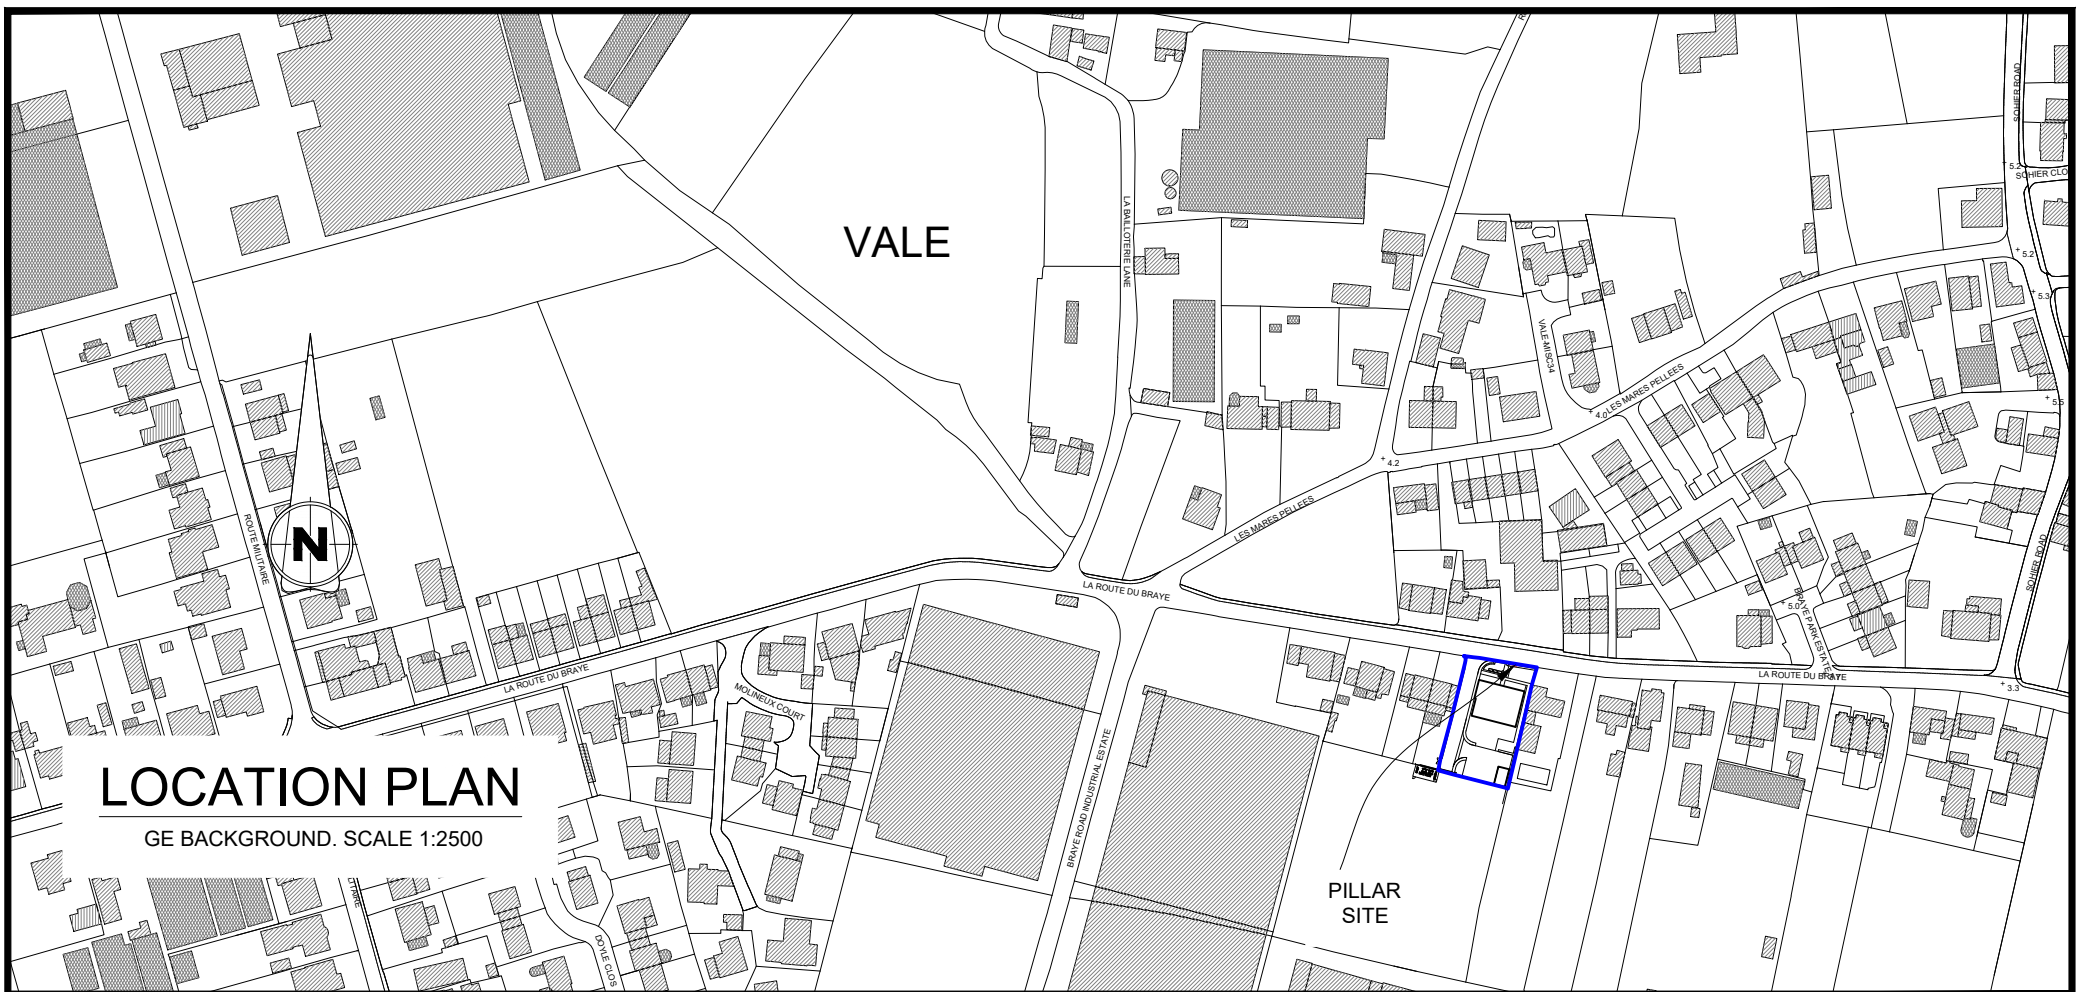 SOHIER ROAD
5.2
SOHIER CLO
VALE
LA BAILLOTERIE LANE
5.2
5.3
VALE-MISC34
4.0
LES MARES PELLEES
5.5
4.2
LES MARES PELLEES
ROUTE MILITAIRE
N
SOHIER ROAD
LA ROUTE DU BRAYE
5.0
BRAYE PARK ESTATE
LA ROUTE DU BRAYE
LA ROUTE DU BRAYE
3.3
MOLINEUX COURT
BRAYE ROAD INDUSTRIAL ESTATE
LOCATION PLAN
GE BACKGROUND. SCALE 1:2500
PILLAR
SITE
ITAIRE
DOYLE CLOS